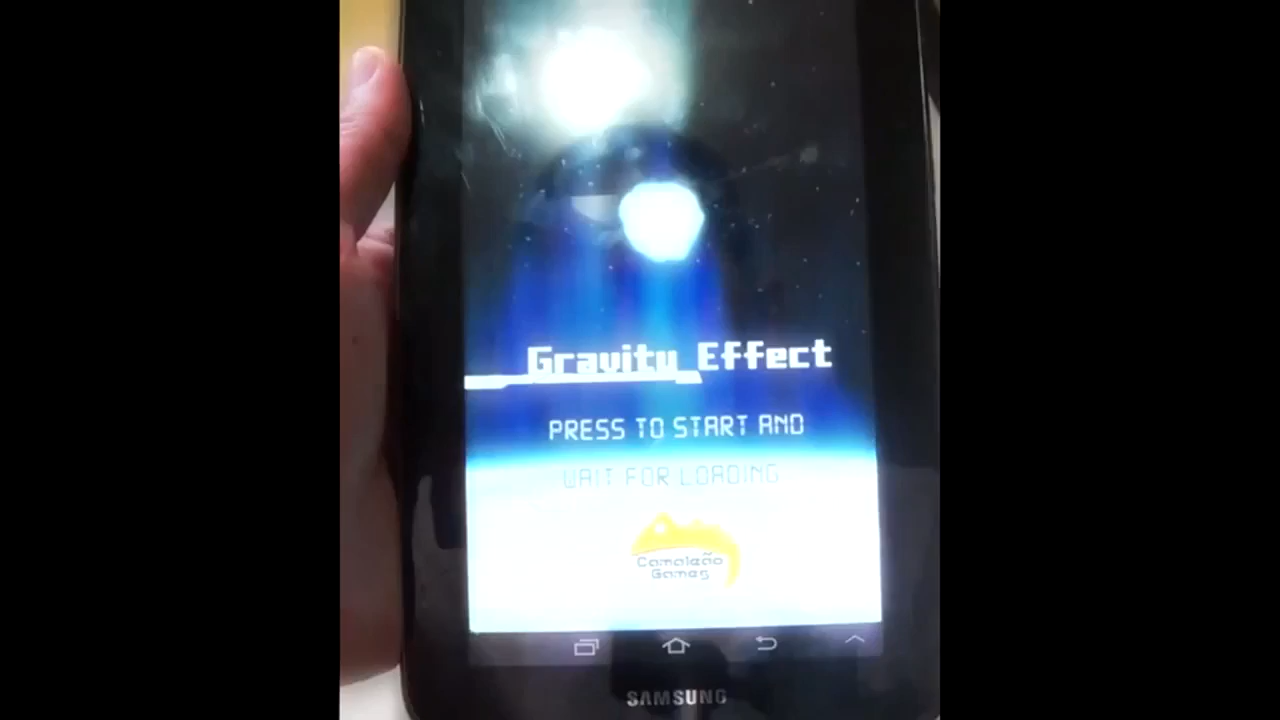 Gravity Effect
PRESS TO START AND
WAIT FOR LOADING
Camaleão
Games
SAMSUNG